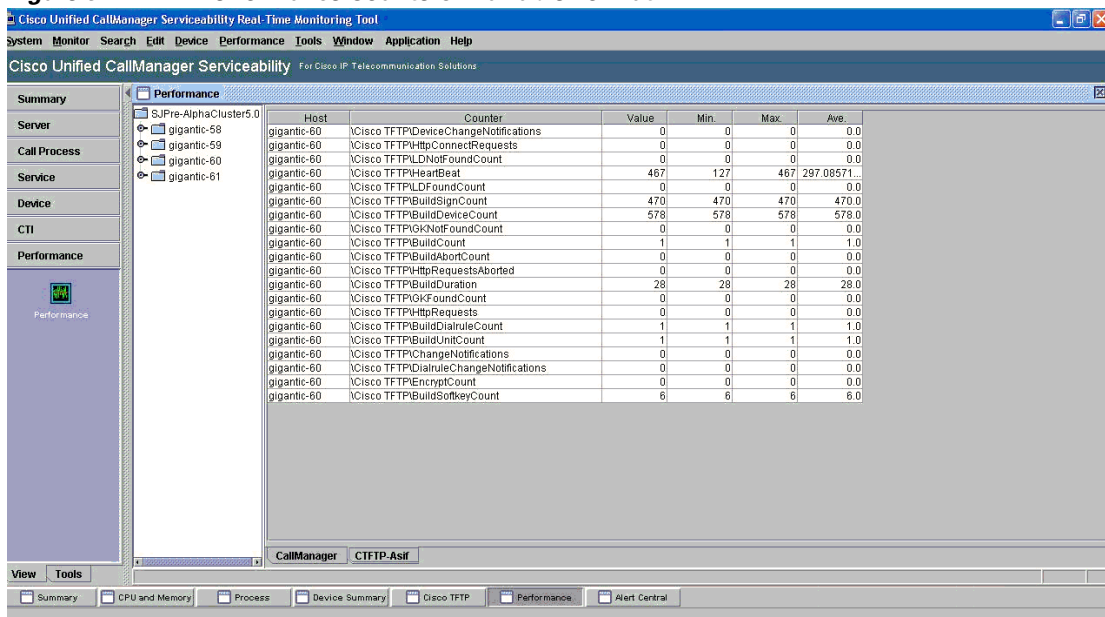 Cisco Unified CallManager Serviceability Real-Time Monitoring Tool
System Monitor Search Edit Device Performance Tools Window Application Help
Cisco Unified CallManager Serviceability For Cisco IP Telecommunication Solutions
Summary
Server
Call Process
Service
Device
CTI
Performance
Performance
View Tools
Performance
SJPre-AlphaCluster5.0
gigantic-58
gigantic-59
gigantic-60
gigantic-61
Host Counter Value Min. Max. Ave.
gigantic-60 \Cisco TFTP\DeviceChangeNotifications 0 0 0 0.0
gigantic-60 \Cisco TFTP\HttpConnectRequests 0 0 0 0.0
gigantic-60 \Cisco TFTP\LDNotFoundCount 0 0 0 0.0
gigantic-60 \Cisco TFTP\HeartBeat 467 127 467 297.08571...
gigantic-60 \Cisco TFTP\LDFoundCount 0 0 0 0.0
gigantic-60 \Cisco TFTP\BuildSignCount 470 470 470 470.0
gigantic-60 \Cisco TFTP\BuildDeviceCount 578 578 578 578.0
gigantic-60 \Cisco TFTP\GKNotFoundCount 0 0 0 0.0
gigantic-60 \Cisco TFTP\BuildCount 1 1 1 1.0
gigantic-60 \Cisco TFTP\BuildAbortCount 0 0 0 0.0
gigantic-60 \Cisco TFTP\HttpRequestsAborted 0 0 0 0.0
gigantic-60 \Cisco TFTP\BuildDuration 28 28 28 28.0
gigantic-60 \Cisco TFTP\GKFoundCount 0 0 0 0.0
gigantic-60 \Cisco TFTP\HttpRequests 0 0 0 0.0
gigantic-60 \Cisco TFTP\BuildDialruleCount 1 1 1 1.0
gigantic-60 \Cisco TFTP\BuildUnitCount 1 1 1 1.0
gigantic-60 \Cisco TFTP\ChangeNotifications 0 0 0 0.0
gigantic-60 \Cisco TFTP\DialruleChangeNotifications 0 0 0 0.0
gigantic-60 \Cisco TFTP\EncryptCount 0 0 0 0.0
gigantic-60 \Cisco TFTP\BuildSoftkeyCount 6 6 6 6.0
CallManager CTFTP-Asif
Summary CPU and Memory Process Device Summary Cisco TFTP Performance Alert Central